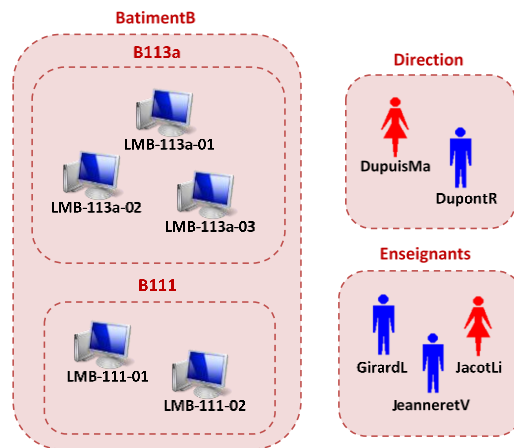 BatimentB
B113a
LMB-113a-01
LMB-113a-02
LMB-113a-03
B111
LMB-111-01
LMB-111-02
Direction
DupuisMa
DupontR
Enseignants
GirardL
JacotLi
JeanneretV